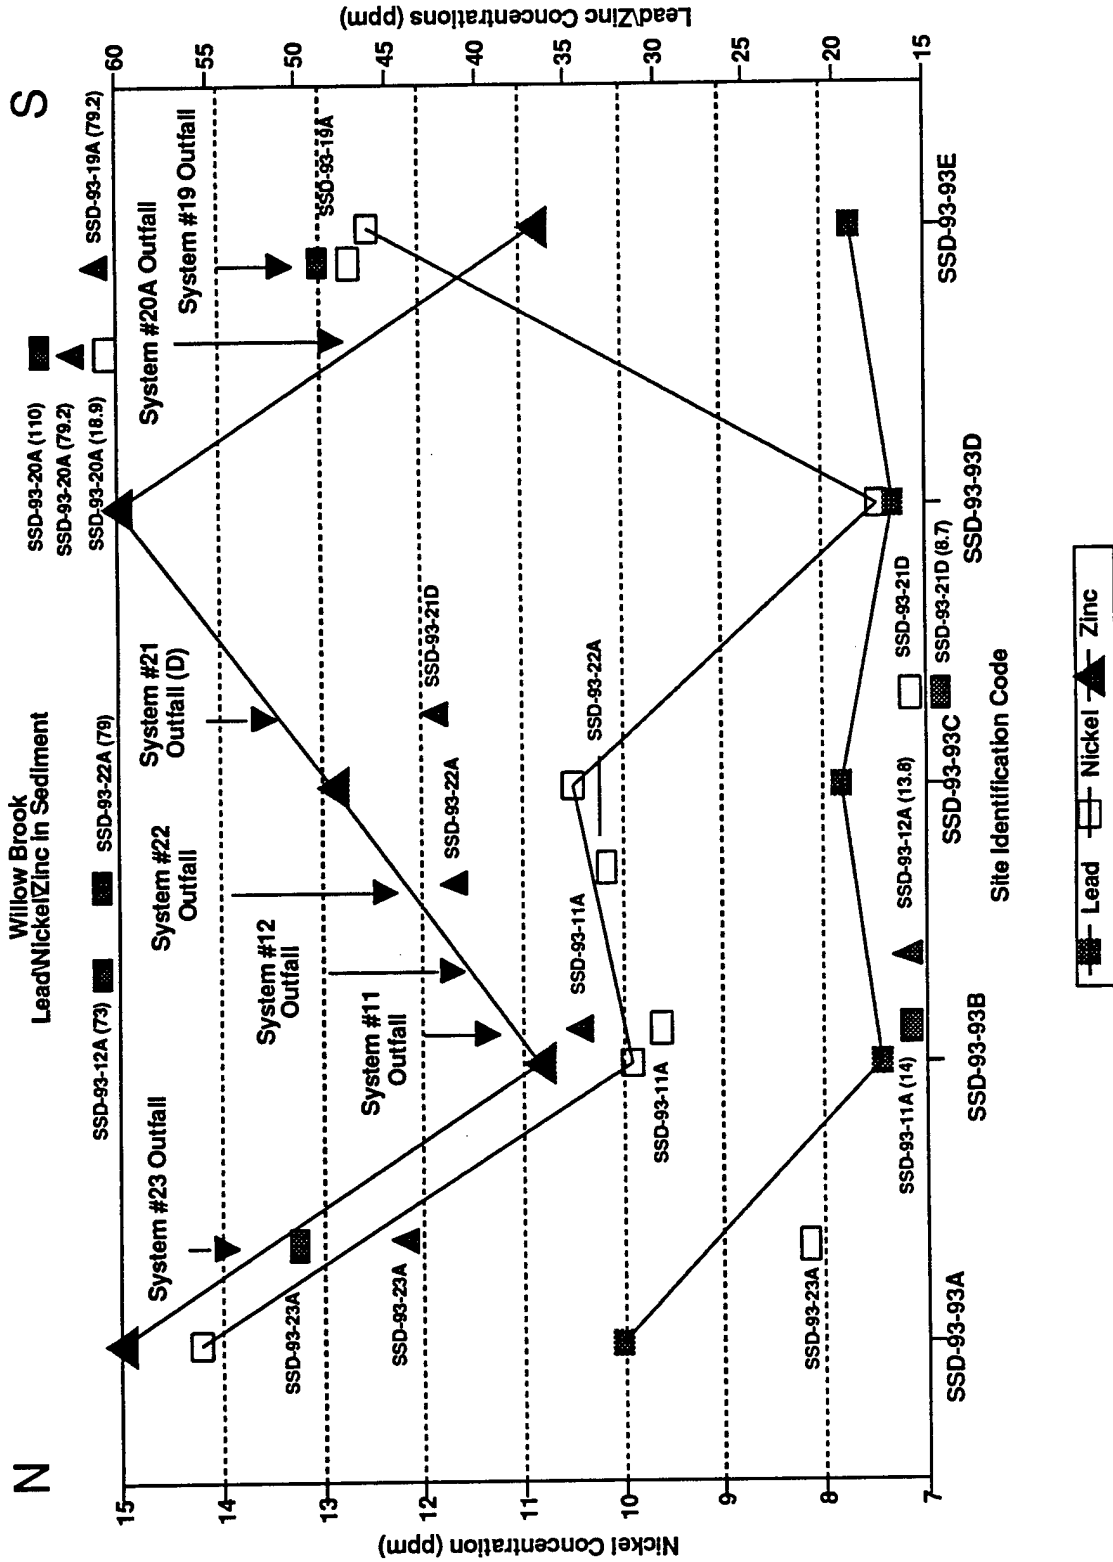 N
Willow Brook
Lead\Nickel\Zinc in Sediment
S
SSD-93-20A (110)
SSD-93-20A (79.2)
SSD-93-20A (18.9)
SSD-93-12A (73)
SSD-93-22A (79)
SSD-93-19A (79.2)
System #23 Outfall
System #11
Outfall
System #12
Outfall
System #22
Outfall
System #21
Outfall (D)
System #20A Outfall
System #19 Outfall
SSD-93-19A
SSD-93-23A
SSD-93-23A
SSD-93-23A
SSD-93-11A
SSD-93-11A
SSD-93-11A (14)
SSD-93-22A
SSD-93-22A
SSD-93-21D
SSD-93-12A (13.8)
SSD-93-21D
SSD-93-21D (8.7)
Nickel Concentration (ppm)
15
14
13
12
11
10
9
8
7
Lead\Zinc Concentrations (ppm)
60
55
50
45
40
35
30
25
20
15
SSD-93-93A
SSD-93-93B
SSD-93-93C
SSD-93-93D
SSD-93-93E
Site Identification Code
Lead
Nickel
Zinc